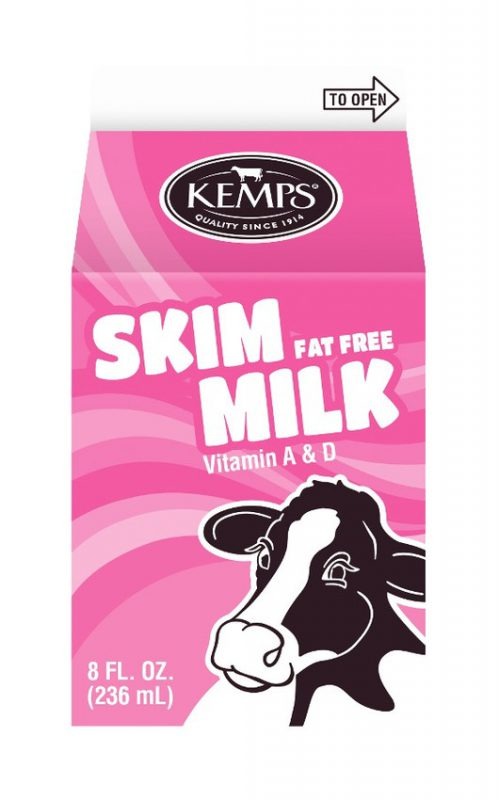 TO OPEN
KEMPS®
QUALITY SINCE 1914
SKIM
FAT FREE
MILK
Vitamin A & D
8 FL. OZ.
(236 mL)